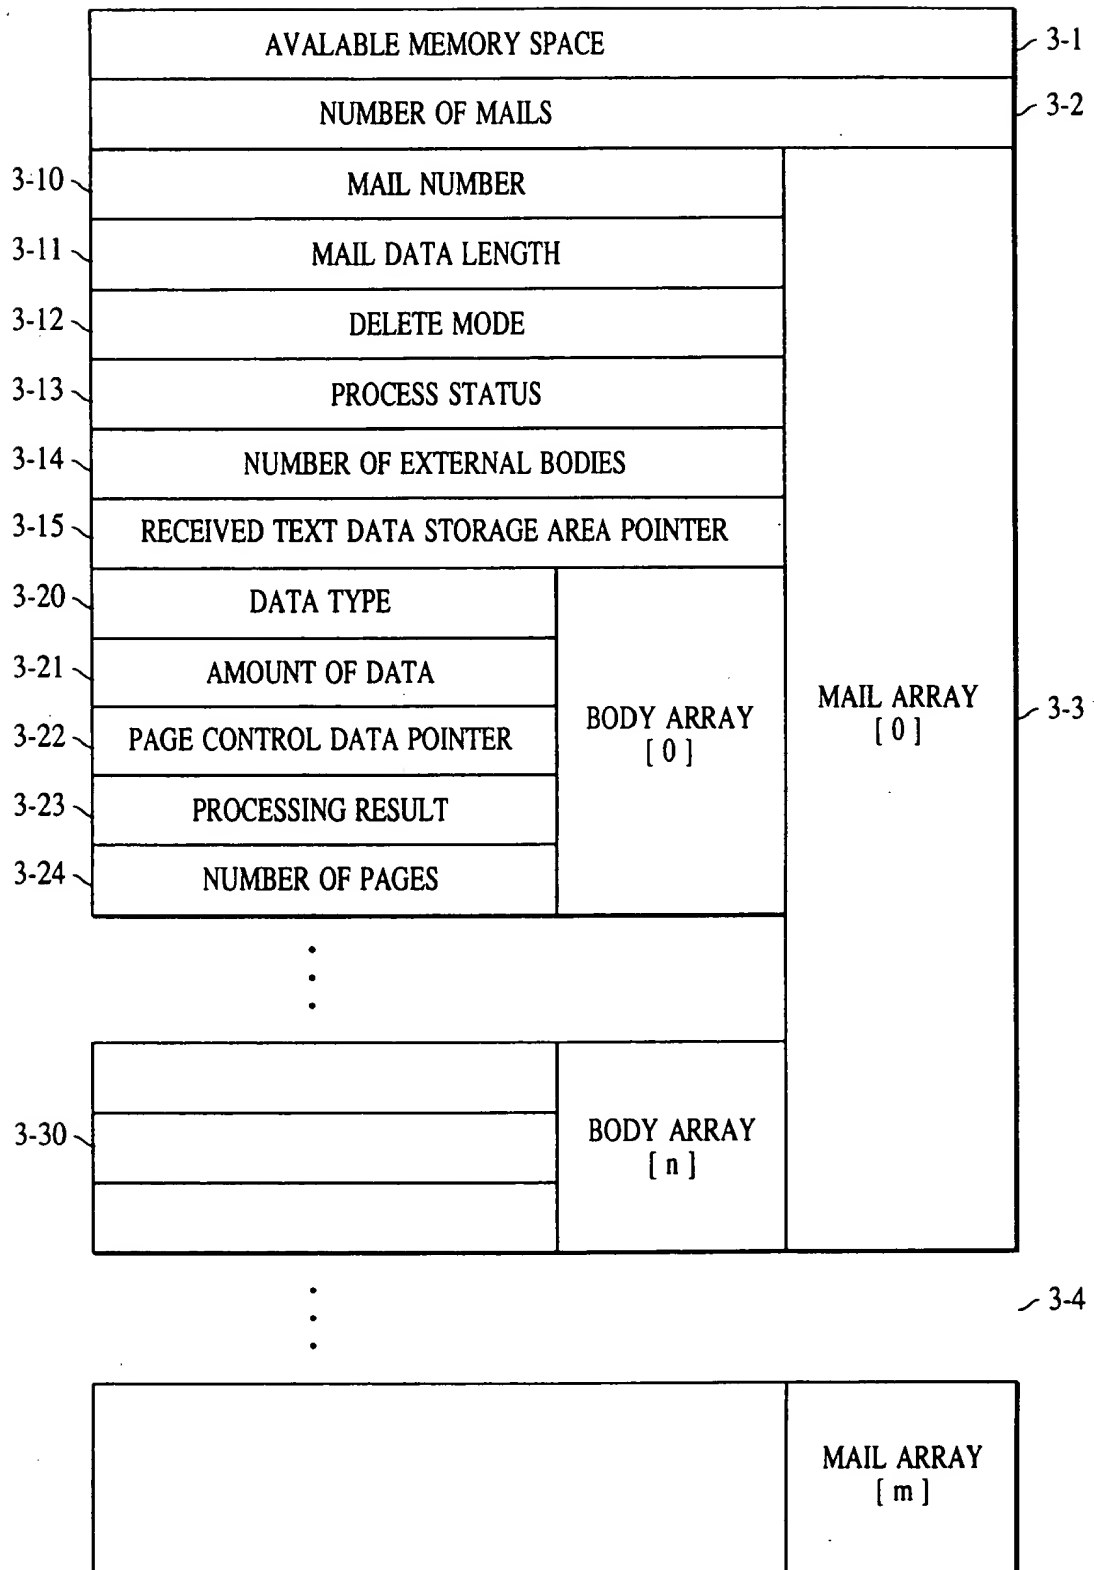 AVALABLE MEMORY SPACE 3-1
NUMBER OF MAILS 3-2
3-10 MAIL NUMBER
3-11 MAIL DATA LENGTH
3-12 DELETE MODE
3-13 PROCESS STATUS
3-14 NUMBER OF EXTERNAL BODIES
3-15 RECEIVED TEXT DATA STORAGE AREA POINTER
3-20 DATA TYPE
3-21 AMOUNT OF DATA
3-22 PAGE CONTROL DATA POINTER
3-23 PROCESSING RESULT
3-24 NUMBER OF PAGES
BODY ARRAY
[ 0 ]
MAIL ARRAY
[ 0 ]
3-3
3-30
BODY ARRAY
[ n ]
3-4
MAIL ARRAY
[ m ]